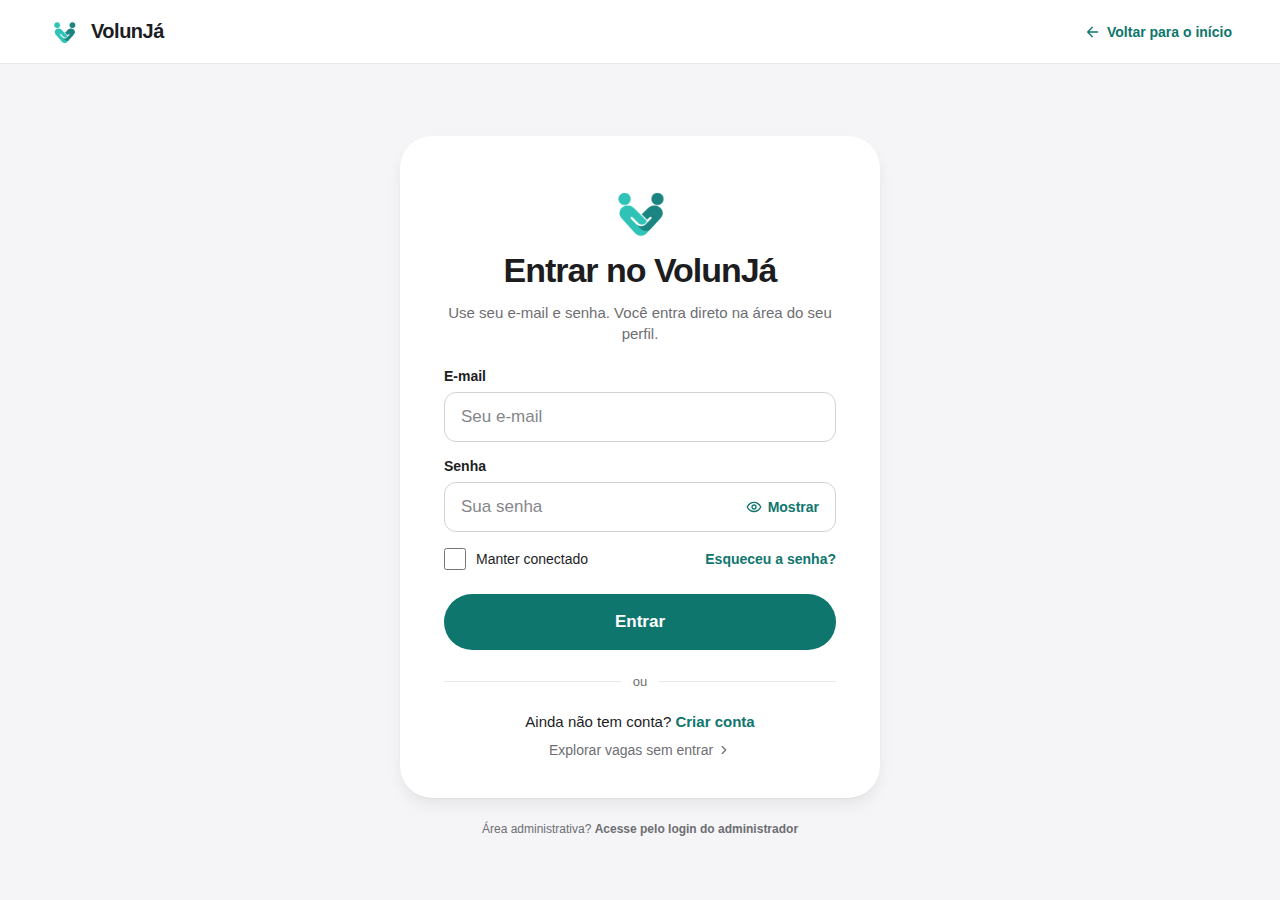 VolunJá
Voltar para o início
Entrar no VolunJá
Use seu e-mail e senha. Você entra direto na área do seu
perfil.
E-mail
Seu e-mail
Senha
Sua senha
Mostrar
Manter conectado
Esqueceu a senha?
Entrar
ou
Ainda não tem conta? Criar conta
Explorar vagas sem entrar
Área administrativa? Acesse pelo login do administrador